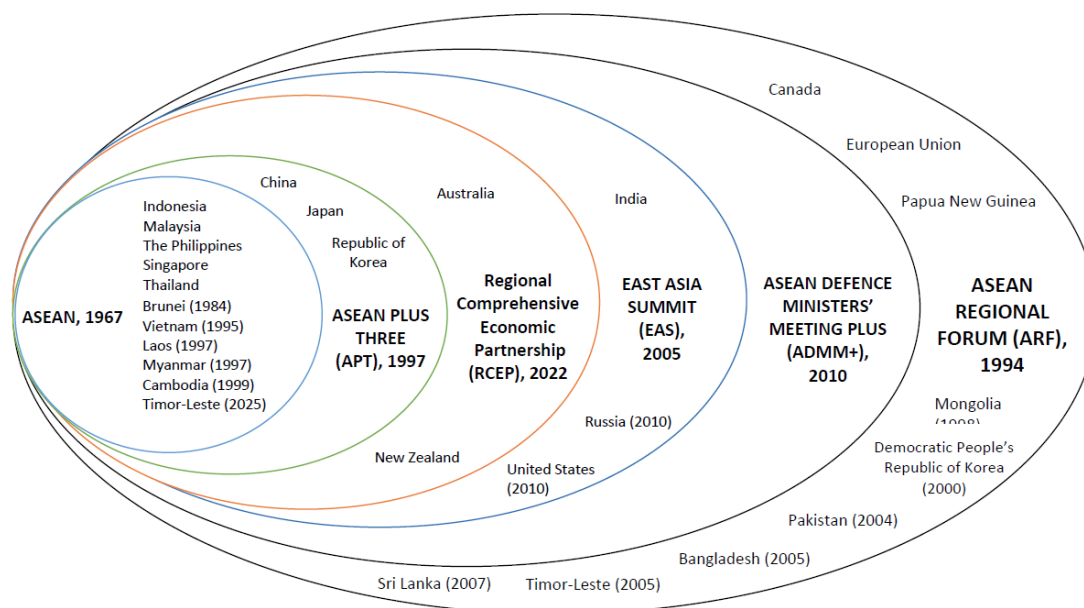 ASEAN, 1967
Indonesia
Malaysia
The Philippines
Singapore
Thailand
Brunei (1984)
Vietnam (1995)
Laos (1997)
Myanmar (1997)
Cambodia (1999)
Timor-Leste (2025)
China
Japan
Republic of
Korea
ASEAN PLUS
THREE
(APT), 1997
Australia
Regional
Comprehensive
Economic
Partnership
(RCEP), 2022
New Zealand
India
EAST ASIA
SUMMIT
(EAS),
2005
Russia (2010)
United States
(2010)
ASEAN DEFENCE
MINISTERS’
MEETING PLUS
(ADMM+),
2010
Canada
European Union
Papua New Guinea
ASEAN
REGIONAL
FORUM (ARF),
1994
Mongolia
(1998)
Democratic People’s
Republic of Korea
(2000)
Pakistan (2004)
Bangladesh (2005)
Timor-Leste (2005)
Sri Lanka (2007)